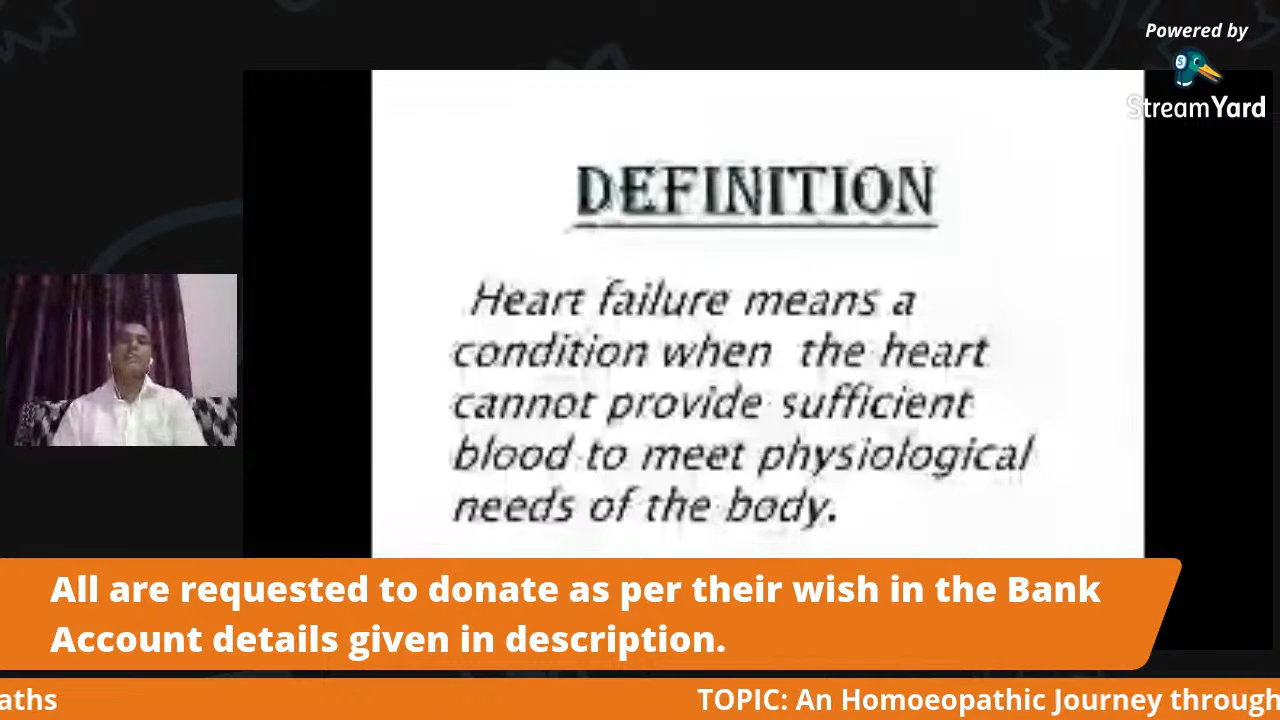 Powered by
StreamYard
DEFINITION
Heart failure means a
condition when the heart
cannot provide sufficient
blood to meet physiological
needs of the body.
All are requested to donate as per their wish in the Bank
Account details given in description.
aths TOPIC: An Homoeopathic Journey through